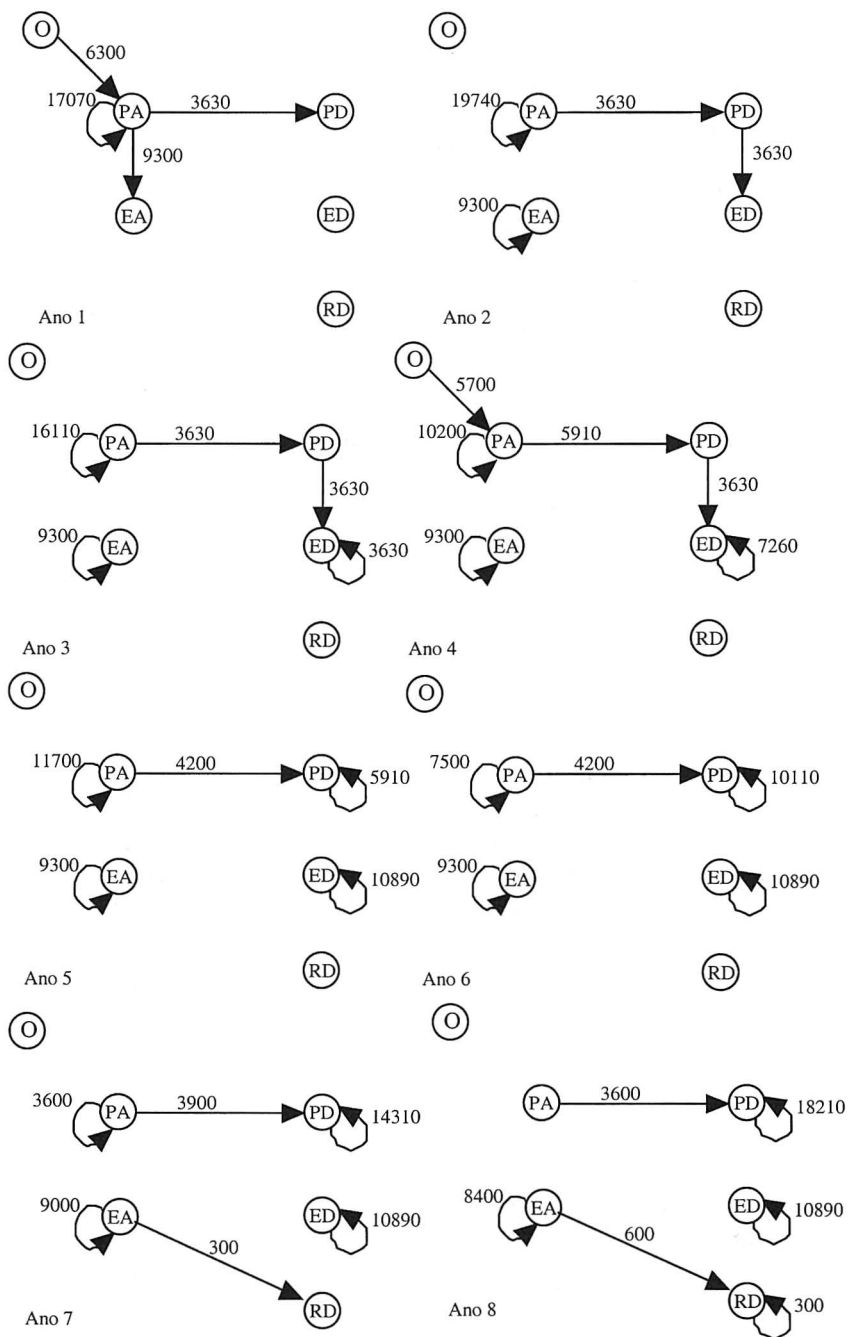 O
6300
17070 PA 3630 PD
9300
EA ED
RD
Ano 1
O
19740 PA 3630 PD
3630
9300 EA ED
RD
Ano 2
O
16110 PA 3630 PD
3630
9300 EA ED 3630
RD
Ano 3
O
5700
10200 PA 5910 PD
3630
9300 EA ED 7260
RD
Ano 4
O
11700 PA 4200 PD 5910
9300 EA ED 10890
RD
Ano 5
O
7500 PA 4200 PD 10110
9300 EA ED 10890
RD
Ano 6
O
3600 PA 3900 PD 14310
9000 EA ED 10890
300
RD
Ano 7
O
PA 3600 PD 18210
8400 EA ED 10890
600
RD 300
Ano 8